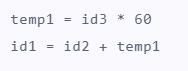 temp1 = id3 * 60
id1 = id2 + temp1